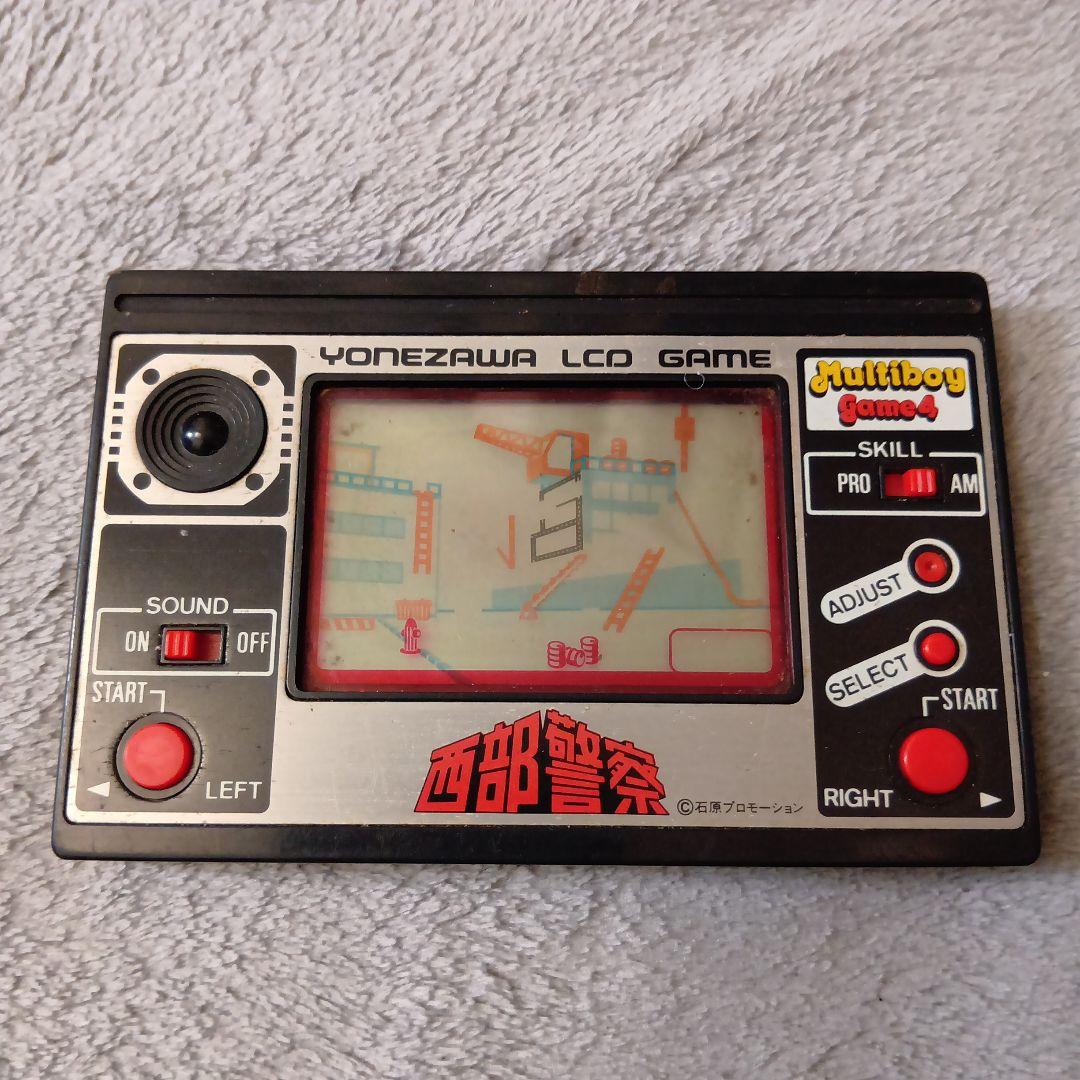 YONEZAWA LCD GAME
Multiboy
Game4
SKILL
PRO AM
ADJUST
SELECT
SOUND
ON OFF
START
LEFT
START
RIGHT
西部警察
©石原プロモーション